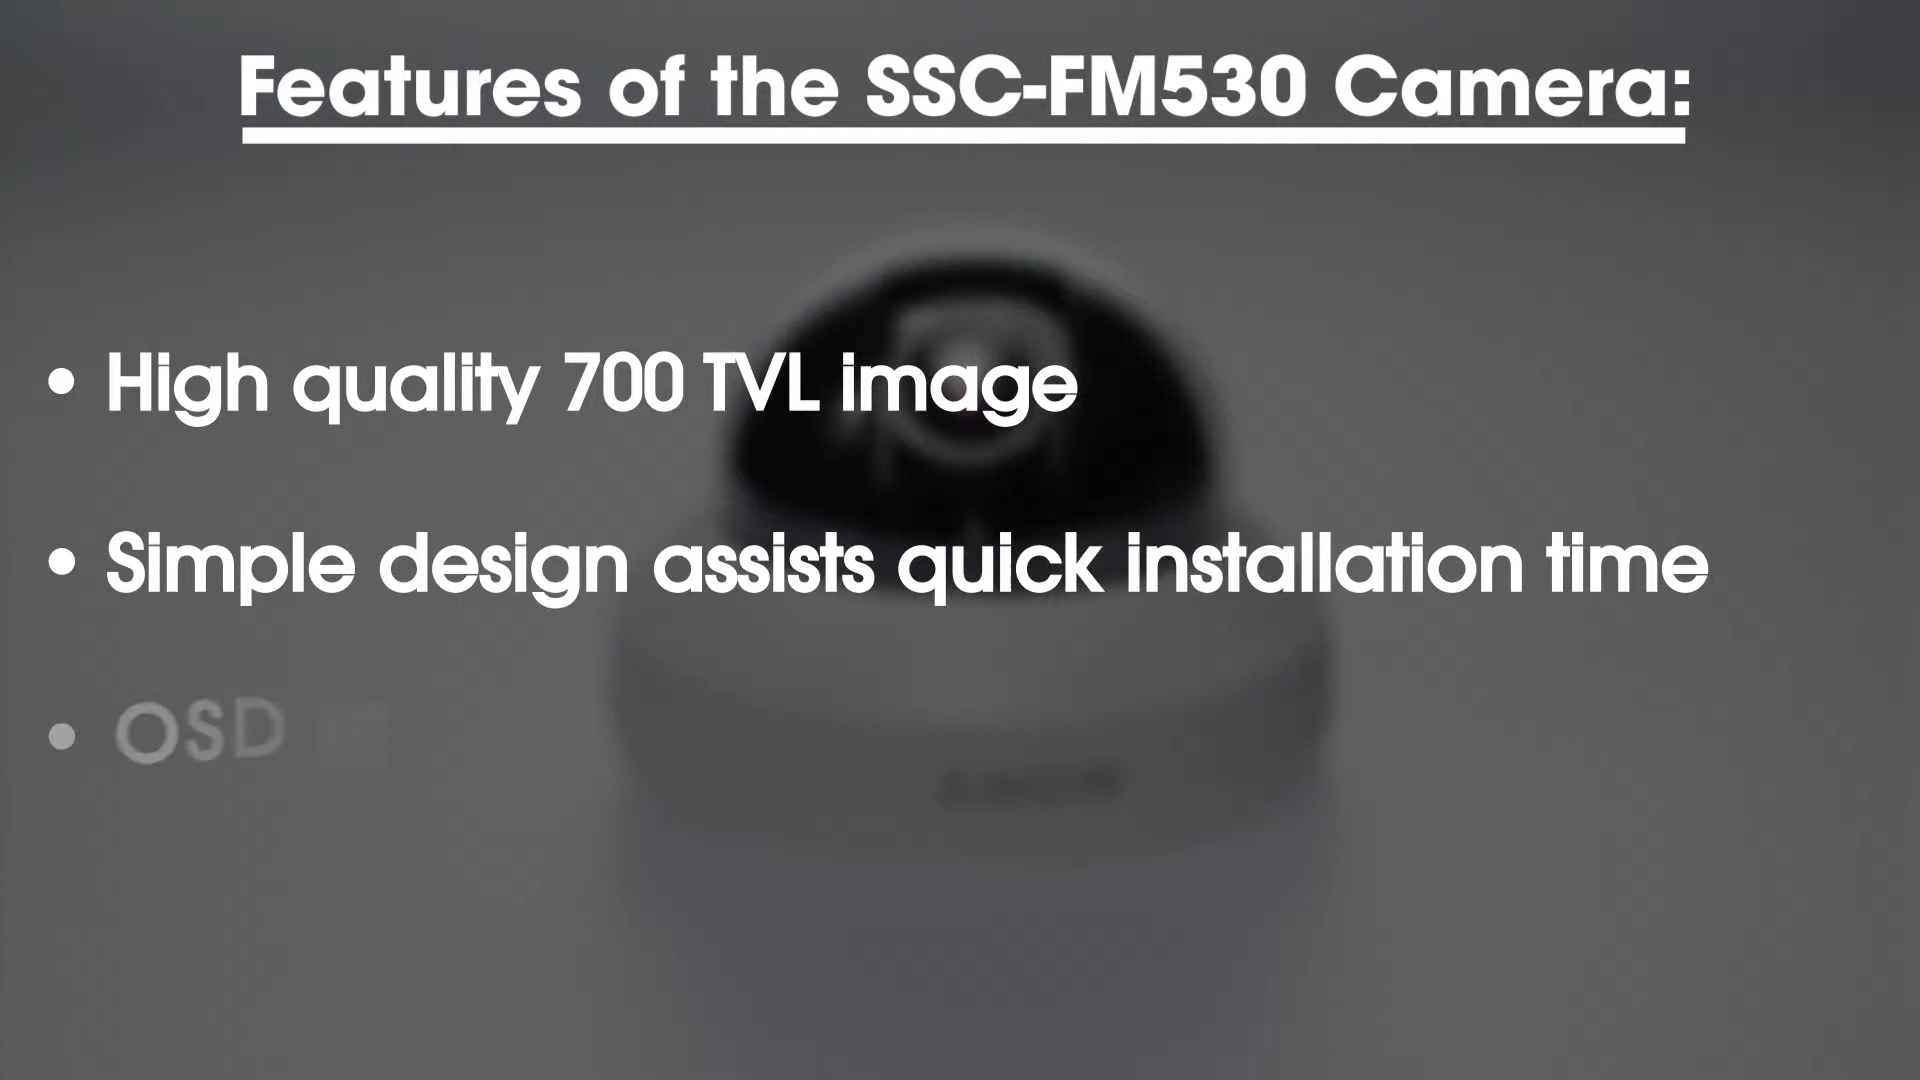 Features of the SSC-FM530 Camera:
• High quality 700 TVL image
• Simple design assists quick installation time
• OSD